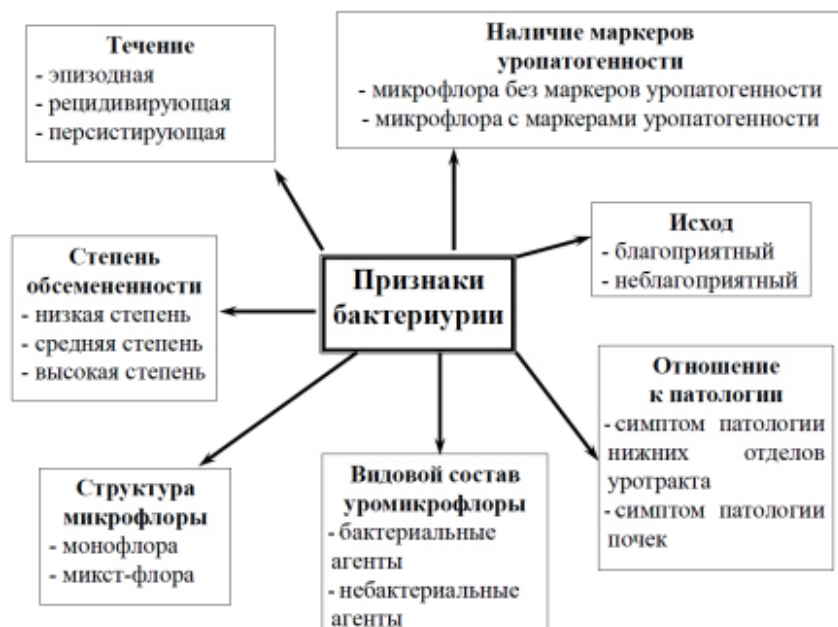 Течение
- эпизодная
- рецидивирующая
- персистирующая
Наличие маркеров
уропатогенности
- микрофлора без маркеров уропатогенности
- микрофлора с маркерами уропатогенности
Степень
обсемененности
- низкая степень
- средняя степень
- высокая степень
Признаки
бактериурии
Исход
- благоприятный
- неблагоприятный
Структура
микрофлоры
- монофлора
- микст-флора
Видовой состав
уромикрофлоры
- бактериальные
агенты
- небактериальные
агенты
Отношение
к патологии
- симптом патологии
нижних отделов
уротракта
- симптом патологии
почек